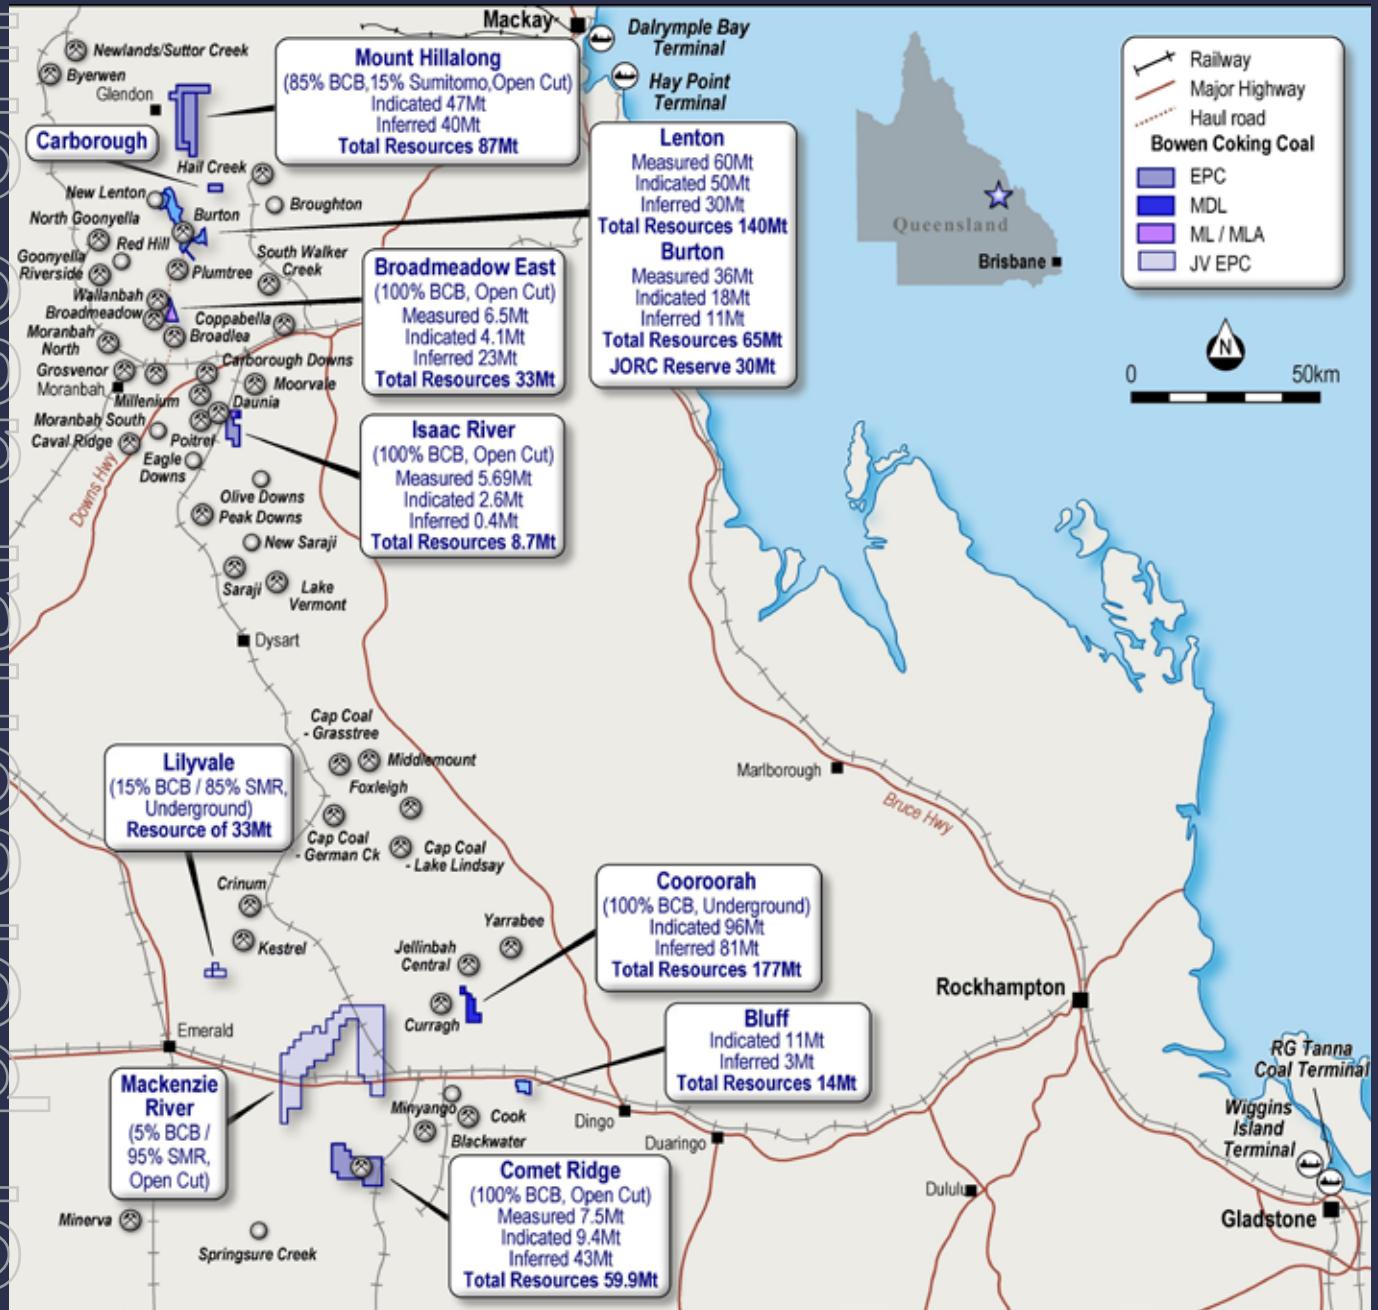 Mackay
Dalrymple Bay
Terminal
Hay Point
Terminal
Newlands/Suttor Creek
Byerwen
Glendon
Mount Hillalong
(85% BCB,15% Sumitomo,Open Cut)
Indicated 47Mt
Inferred 40Mt
Total Resources 87Mt
Carborough
Hail Creek
New Lenton
Broughton
North Goonyella
Burton
Red Hill
Goonyella
Riverside
Plumtree
South Walker
Creek
Wallanbah
Broadmeadow
Broadlea
Coppabella
Moranbah
North
Grosvenor
Moranbah
Carborough Downs
Moorvale
Millenium
Daunia
Moranbah South
Poitrel
Caval Ridge
Eagle
Downs
Downs Hwy
Olive Downs
Peak Downs
New Saraji
Saraji
Lake
Vermont
Dysart
Lenton
Measured 60Mt
Indicated 50Mt
Inferred 30Mt
Total Resources 140Mt
Burton
Measured 36Mt
Indicated 18Mt
Inferred 11Mt
Total Resources 65Mt
JORC Reserve 30Mt
Broadmeadow East
(100% BCB, Open Cut)
Measured 6.5Mt
Indicated 4.1Mt
Inferred 23Mt
Total Resources 33Mt
Isaac River
(100% BCB, Open Cut)
Measured 5.69Mt
Indicated 2.6Mt
Inferred 0.4Mt
Total Resources 8.7Mt
Queensland
Brisbane
Railway
Major Highway
Haul road
Bowen Coking Coal
EPC
MDL
ML / MLA
JV EPC
N
0 50km
Cap Coal
- Grasstree
Middlemount
Foxleigh
Cap Coal
- German Ck
Cap Coal
- Lake Lindsay
Marlborough
Bruce Hwy
Lilyvale
(15% BCB / 85% SMR,
Underground)
Resource of 33Mt
Crinum
Kestrel
Yarrabee
Jellinbah
Central
Curragh
Cooroorah
(100% BCB, Underground)
Indicated 96Mt
Inferred 81Mt
Total Resources 177Mt
Rockhampton
Emerald
Bluff
Indicated 11Mt
Inferred 3Mt
Total Resources 14Mt
Mackenzie
River
(5% BCB /
95% SMR,
Open Cut)
Minyango
Cook
Blackwater
Dingo
Duaringo
Dululu
RG Tanna
Coal Terminal
Wiggins
Island
Terminal
Gladstone
Comet Ridge
(100% BCB, Open Cut)
Measured 7.5Mt
Indicated 9.4Mt
Inferred 43Mt
Total Resources 59.9Mt
Minerva
Springsure Creek